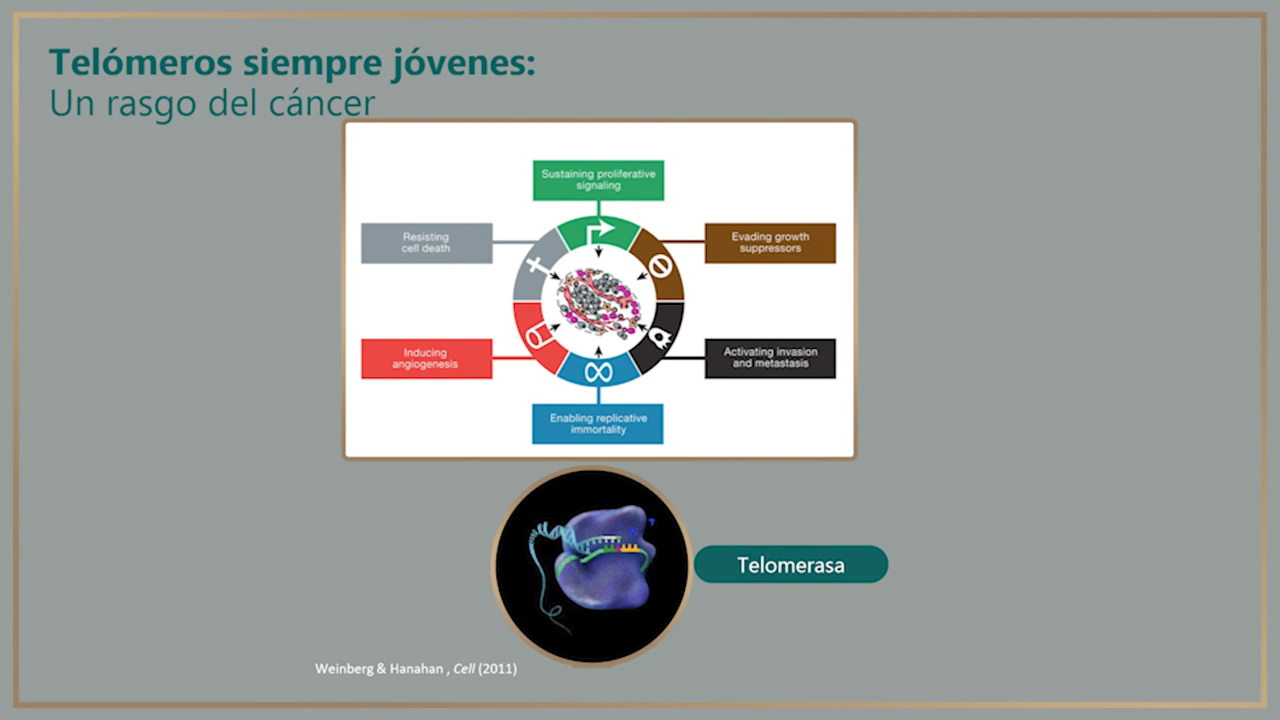 Telómeros siempre jóvenes:
Un rasgo del cáncer
Sustaining proliferative
signaling
Resisting
cell death
Evading growth
suppressors
Inducing
angiogenesis
Activating invasion
and metastasis
Enabling replicative
immortality
Telomerasa
Weinberg & Hanahan , Cell (2011)